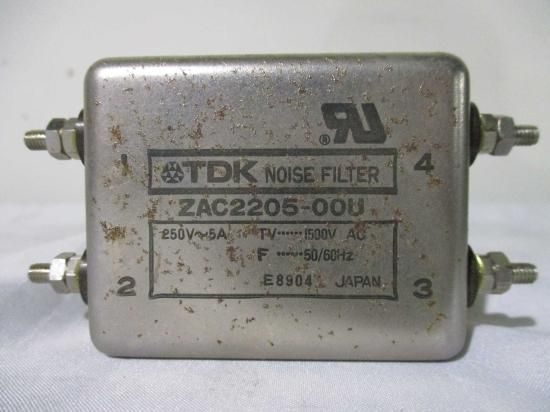 1 TDK NOISE FILTER 4
ZAC2205-00U
250V~5A TV······1500V AC
F ······50/60Hz
2 E8904 JAPAN 3